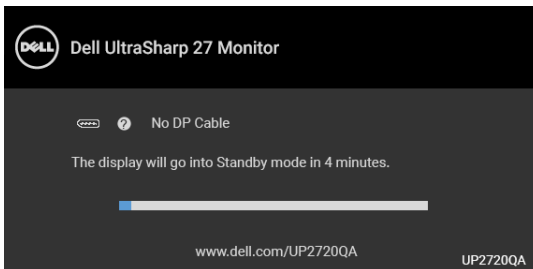 DELL Dell UltraSharp 27 Monitor
? No DP Cable
The display will go into Standby mode in 4 minutes.
www.dell.com/UP2720QA
UP2720QA